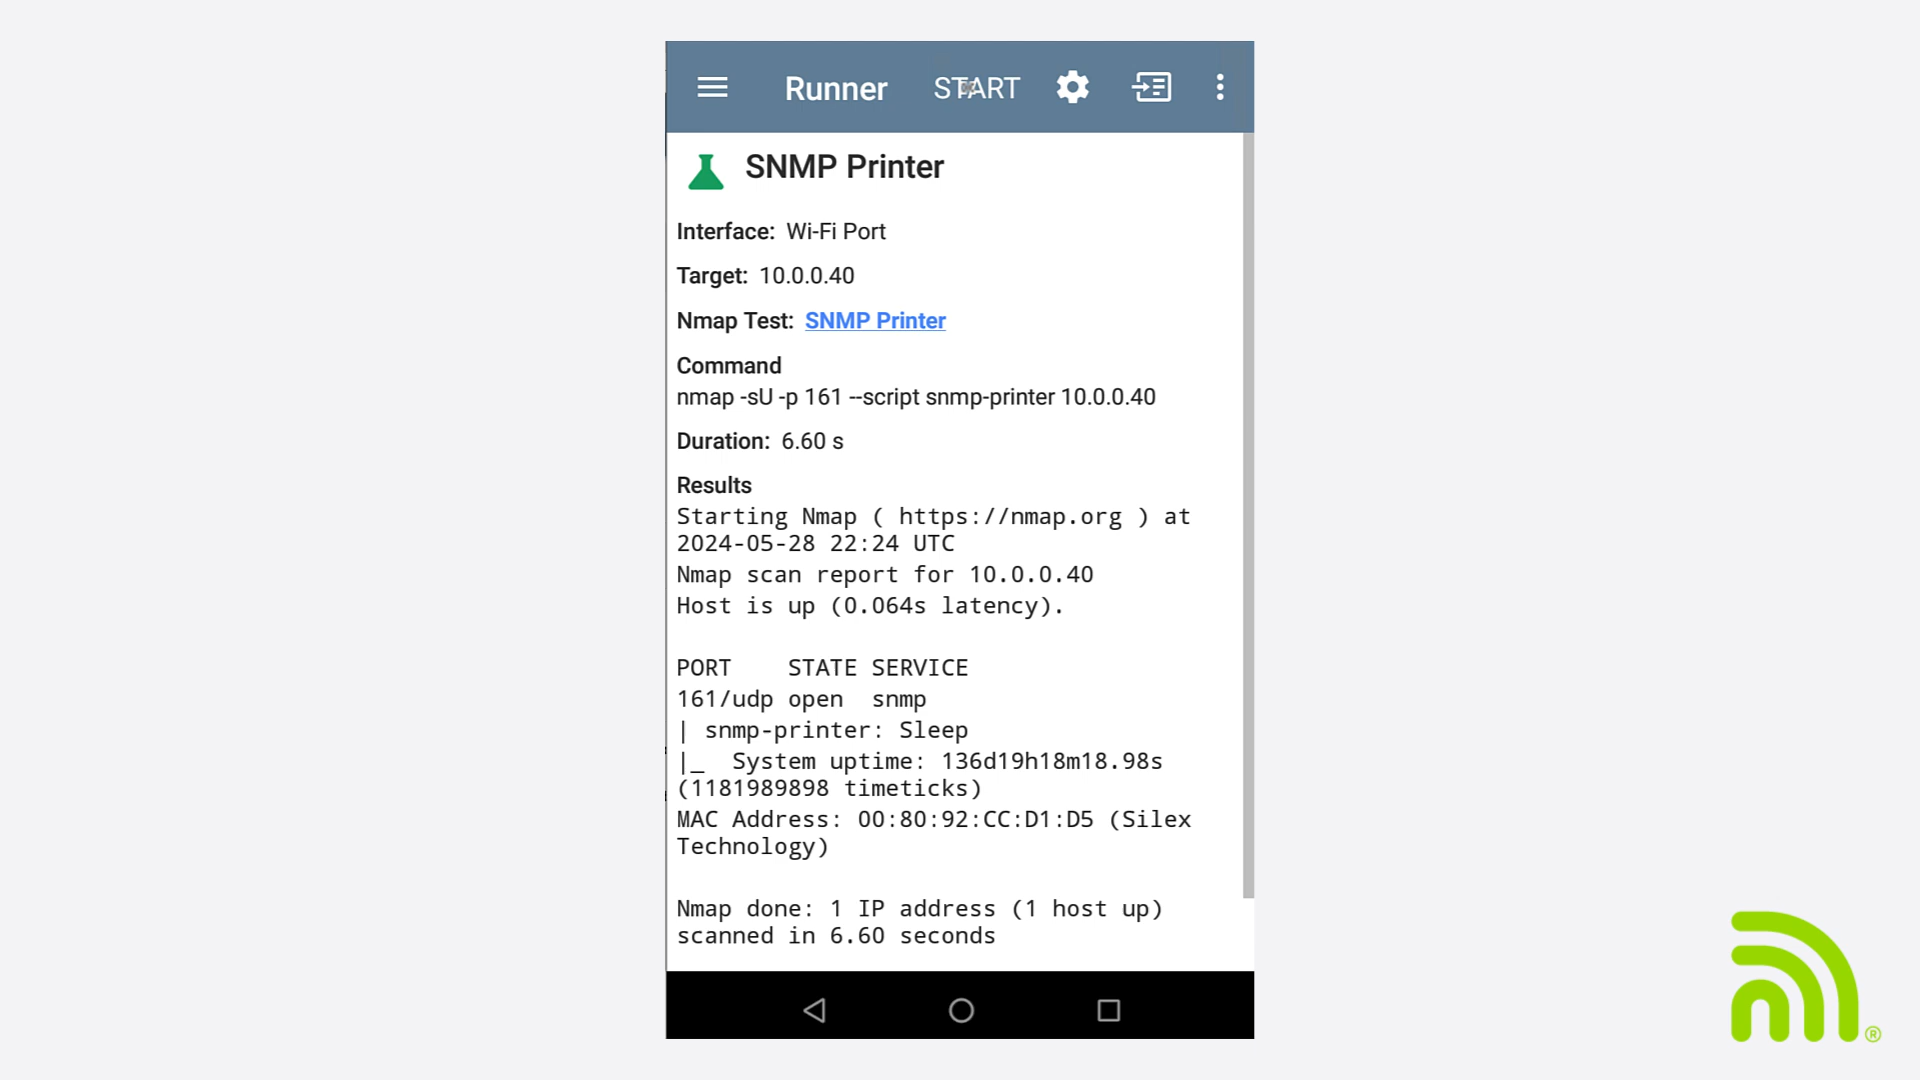 Runner START
SNMP Printer
Interface: Wi-Fi Port
Target: 10.0.0.40
Nmap Test: SNMP Printer
Command
nmap -sU -p 161 --script snmp-printer 10.0.0.40
Duration: 6.60 s
Results
Starting Nmap ( https://nmap.org ) at
2024-05-28 22:24 UTC
Nmap scan report for 10.0.0.40
Host is up (0.064s latency).
PORT    STATE SERVICE
161/udp open  snmp
| snmp-printer: Sleep
|_  System uptime: 136d19h18m18.98s
(1181989898 timeticks)
MAC Address: 00:80:92:CC:D1:D5 (Silex
Technology)
Nmap done: 1 IP address (1 host up)
scanned in 6.60 seconds
®